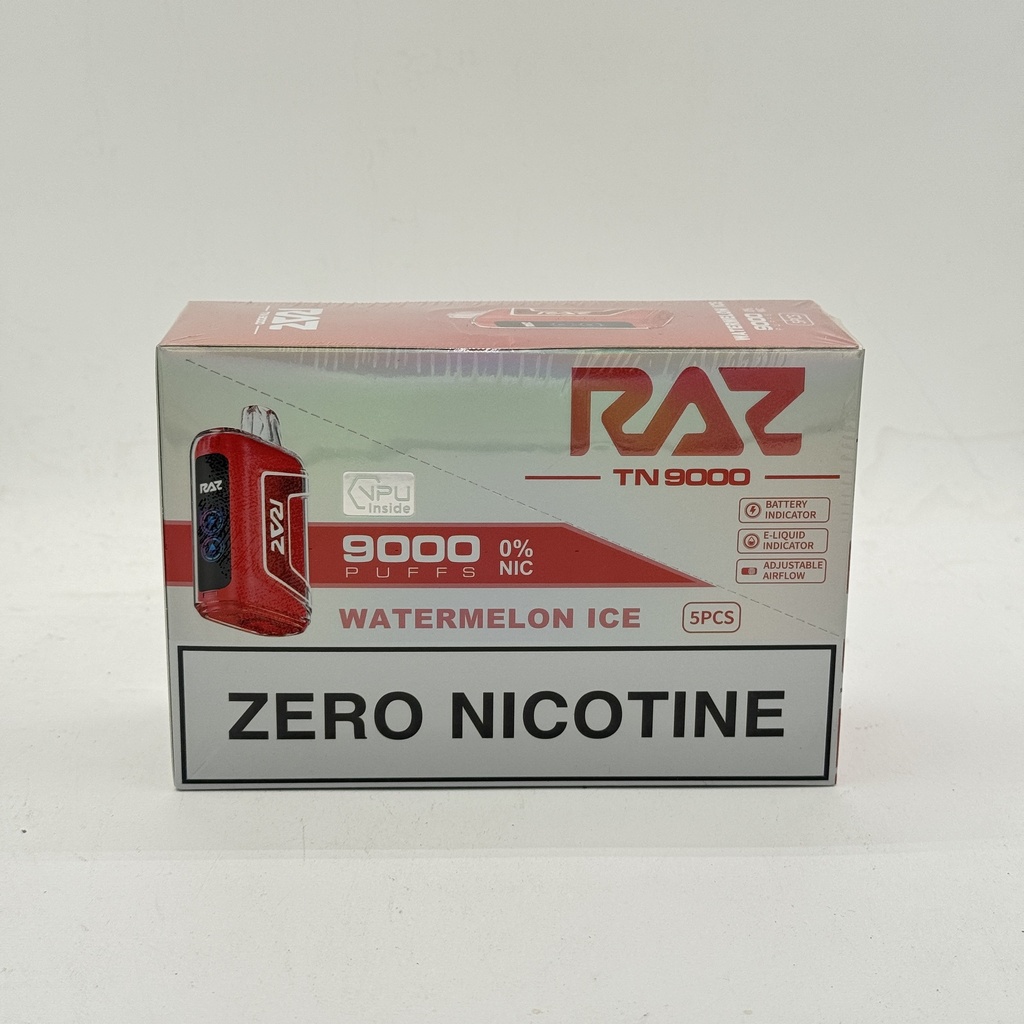 RAZ
RAZ
TN 9000
BATTERY
INDICATOR
E-LIQUID
INDICATOR
ADJUSTABLE
AIRFLOW
VPU
Inside
RAZ
RAZ
9000
PUFFS
0%
NIC
WATERMELON ICE
5PCS
ZERO NICOTINE